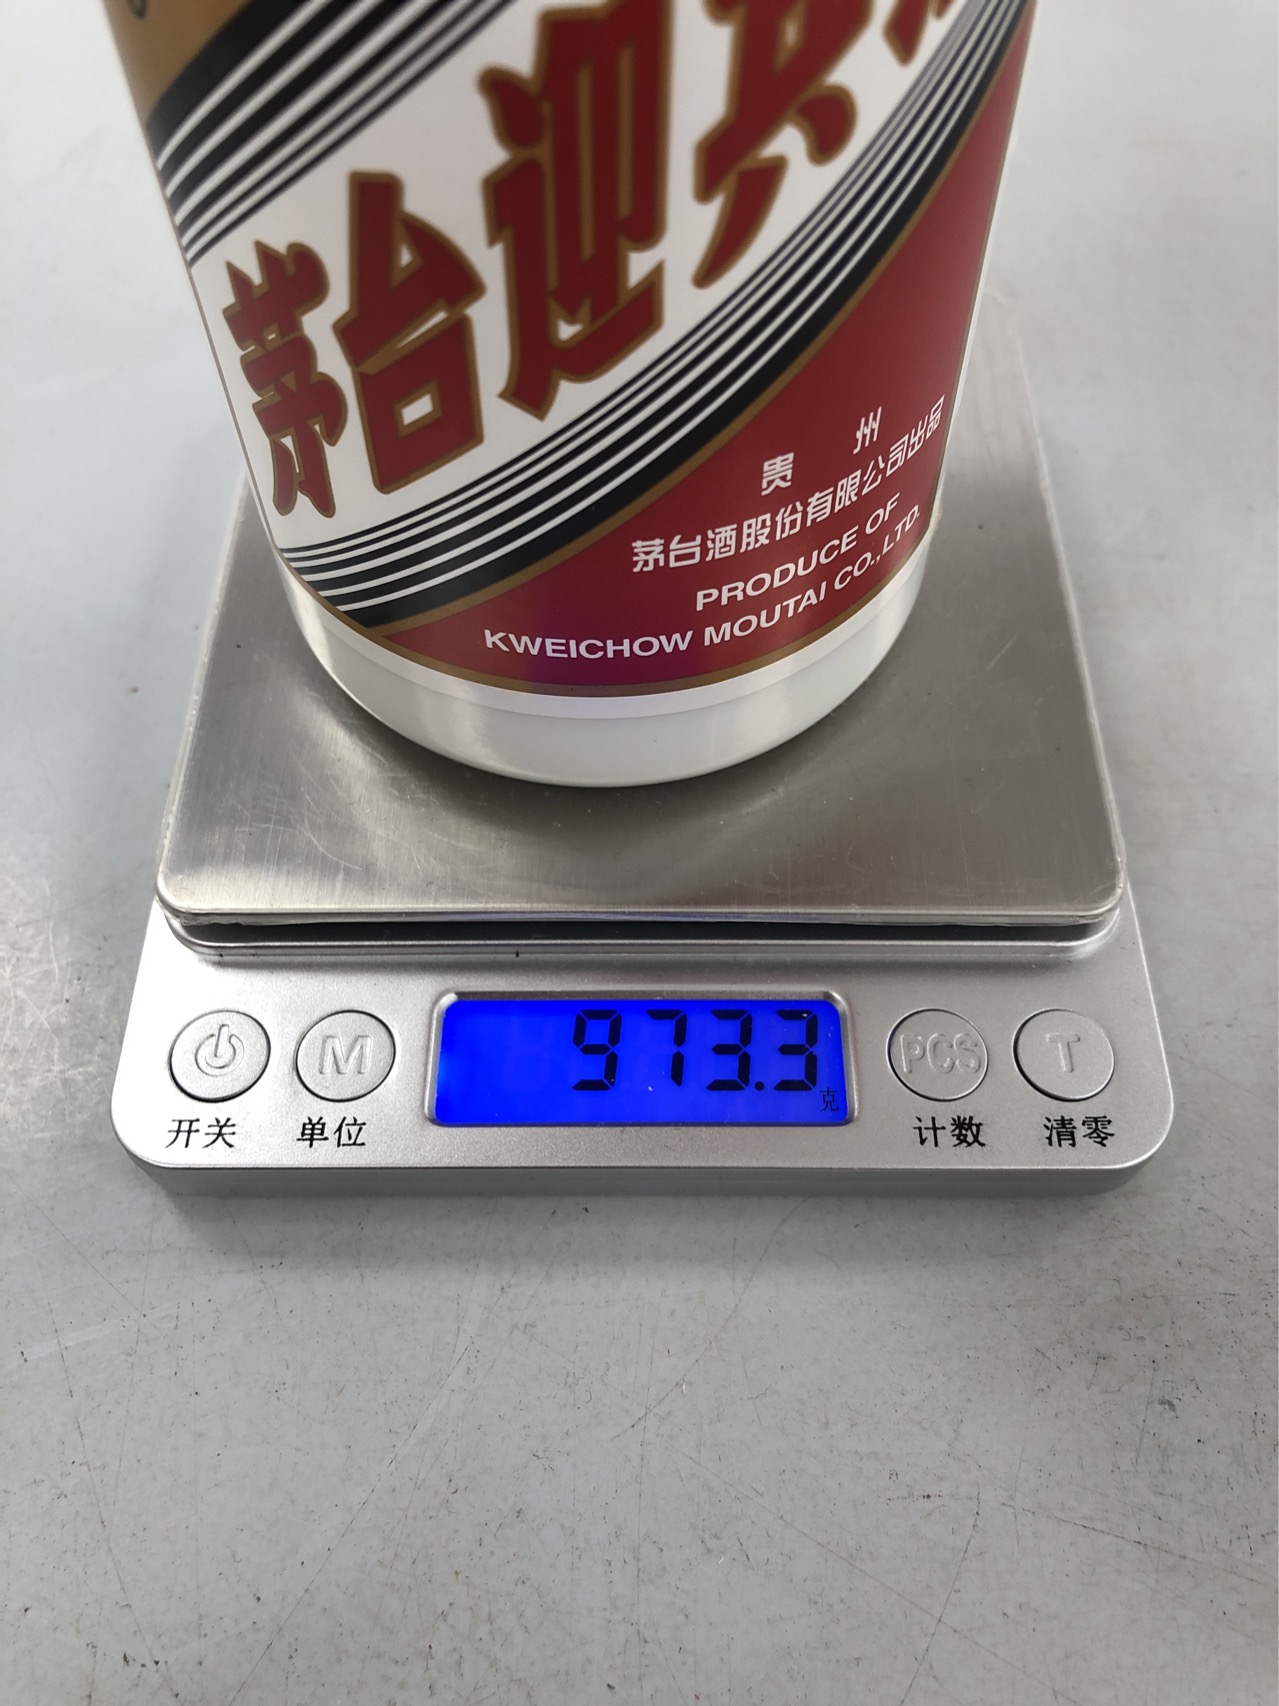 茅台迎宾
贵州
茅台酒股份有限公司出品
PRODUCE OF
KWEICHOW MOUTAI CO.,LTD.
973.3
克
M PCS T
开关 单位 计数 清零